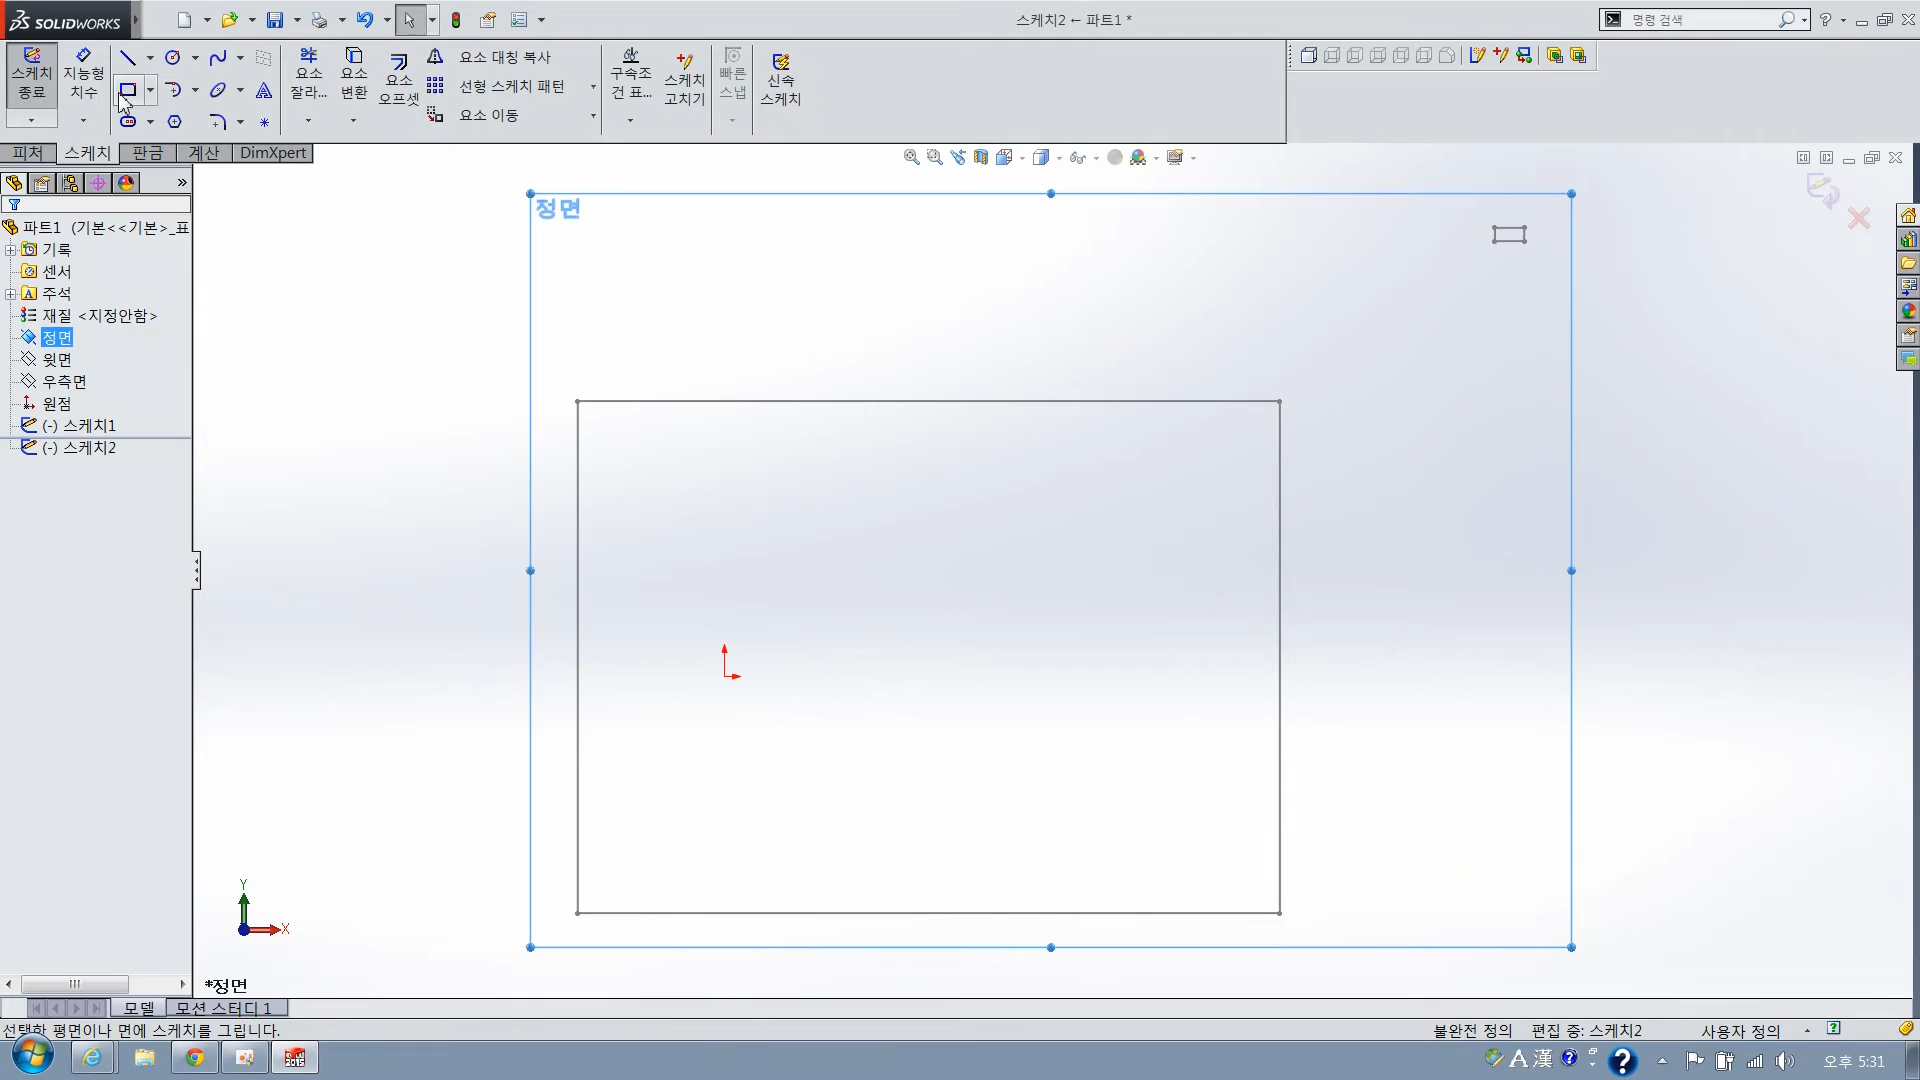 SOLIDWORKS
스케치2 ← 파트1 *
명령 검색
스케치
종료
지능형
치수
요소
잘라...
요소
변환
요소
오프셋
요소 대칭 복사
선형 스케치 패턴
요소 이동
구속조
건 표...
스케치
고치기
빠른
스냅
신속
스케치
피처
스케치
판금
계산
DimXpert
파트1 (기본<<기본>_표
기록
센서
주석
재질 <지정안함>
정면
윗면
우측면
원점
(-) 스케치1
(-) 스케치2
정면
Y
X
*정면
모델
모션 스터디 1
선택한 평면이나 면에 스케치를 그립니다.
불완전 정의
편집 중: 스케치2
사용자 정의
2015
A 漢
오후 5:31